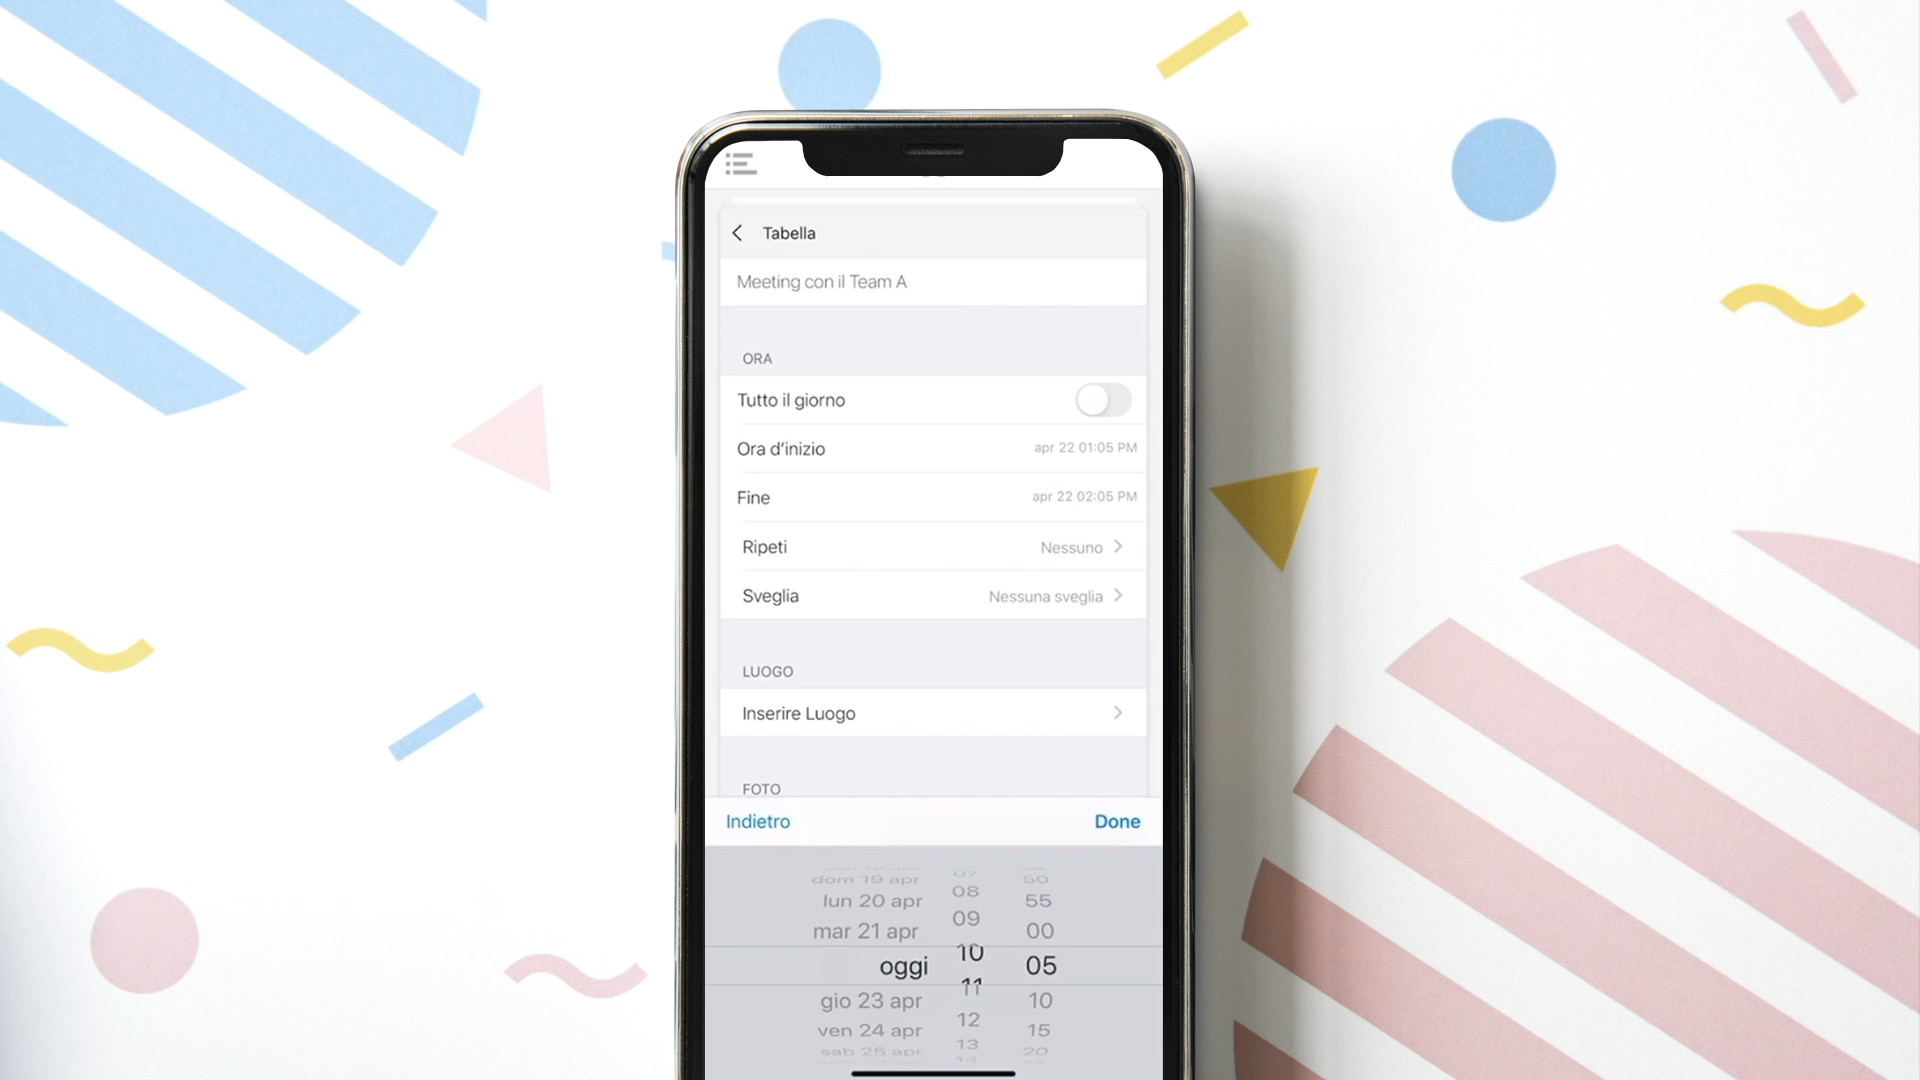 Tabella
Meeting con il Team A
ORA
Tutto il giorno
Ora d'inizio apr 22 01:05 PM
Fine apr 22 02:05 PM
Ripeti Nessuno
Sveglia Nessuna sveglia
LUOGO
Inserire Luogo
FOTO
Indietro Done
07
dom 19 apr 08 50
lun 20 apr 09 55
mar 21 apr 00
oggi 10 05
gio 23 apr 11 10
ven 24 apr 12 15
sab 25 apr 13 20